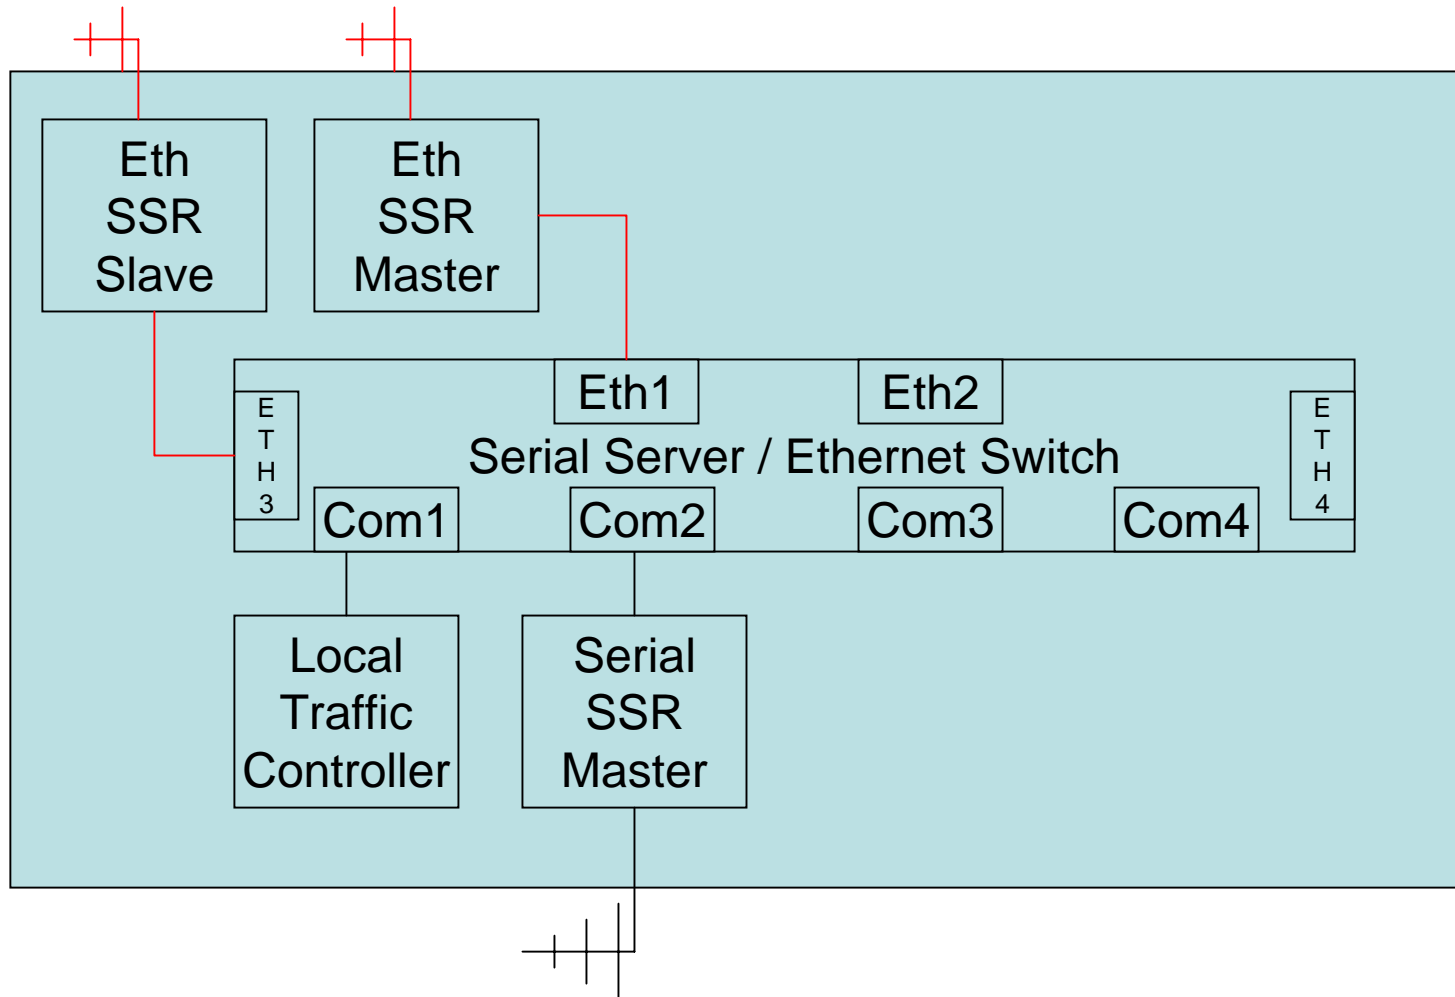 Eth
SSR
Slave
Eth
SSR
Master
Eth1
Eth2
E
T
H
3
Serial Server / Ethernet Switch
E
T
H
4
Com1
Com2
Com3
Com4
Local
Traffic
Controller
Serial
SSR
Master